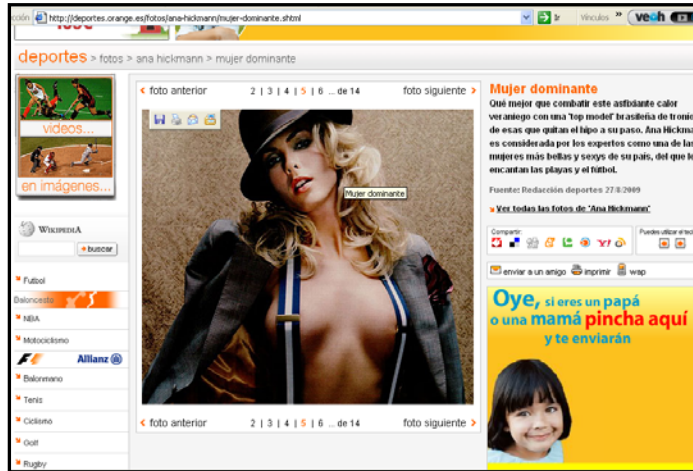 http://deportes.orange.es/fotos/ana-hickmann/mujer-dominante.shtml
Ir
Vínculos
»
veoh
deportes > fotos > ana hickmann > mujer dominante
videos...
en imágenes...
WIKIPEDIA
buscar
Futbol
Baloncesto
NBA
Motociclismo
F1
Allianz
Balonmano
Tenis
Ciclismo
Golf
Rugby
< foto anterior
2 | 3 | 4 | 5 | 6 ... de 14
foto siguiente >
Mujer dominante
< foto anterior
2 | 3 | 4 | 5 | 6 ... de 14
foto siguiente >
Mujer dominante
Qué mejor que combatir este asfixiante calor
veraniego con una 'top model' brasileña de tronío
de esas que quitan el hipo a su paso. Ana Hickma
es considerada por los expertos como una de las
mujeres más bellas y sexys de su país, del que le
encantan las playas y el fútbol.
Fuente: Redacción deportes 27/8/2009
Ver todas las fotos de 'Ana Hickmann'
Compartir:
Puedes utilizar el tecl
enviar a un amigo
imprimir
wap
Oye, si eres un papá
o una mamá pincha aquí
y te enviarán